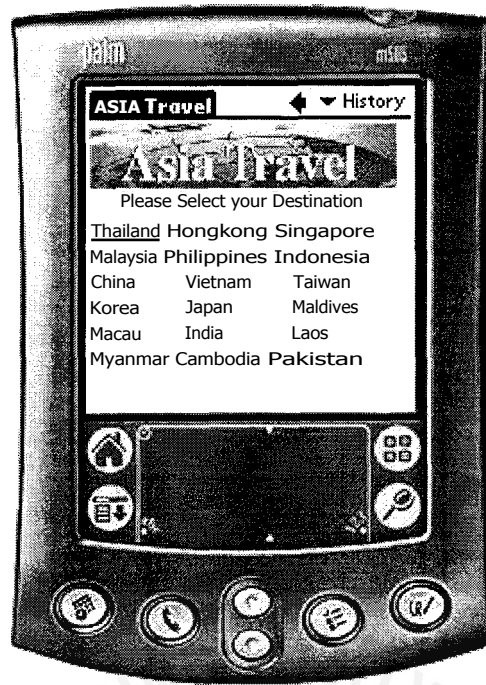 palm m505
ASIA Travel History
Asia Travel
Please Select your Destination
Thailand Hongkong Singapore
Malaysia Philippines Indonesia
China Vietnam Taiwan
Korea Japan Maldives
Macau India Laos
Myanmar Cambodia Pakistan